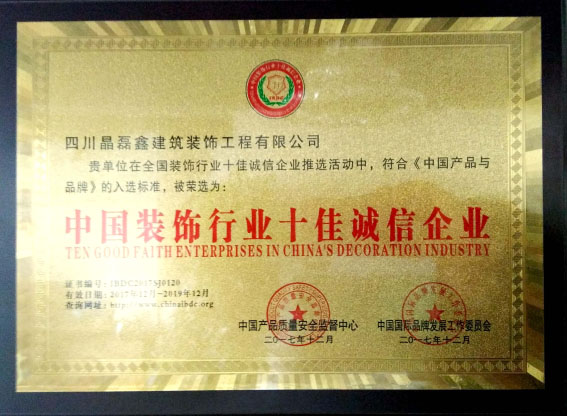 IBDC
四川晶磊鑫建筑装饰工程有限公司
贵单位在全国装饰行业十佳诚信企业推选活动中，符合《中国产品与
品牌》的入选标准，被荣选为：
中国装饰行业十佳诚信企业
TEN GOOD FAITH ENTERPRISES IN CHINA'S DECORATION INDUSTRY
证书编号：IBDC2017SJ0120
有效日期：2017年12月-2019年12月
查询网址：http://www.chinaibdc.org
中国产品质量安全监督中心 中国国际品牌发展工作委员会
二〇一七年十二月 二〇一七年十二月